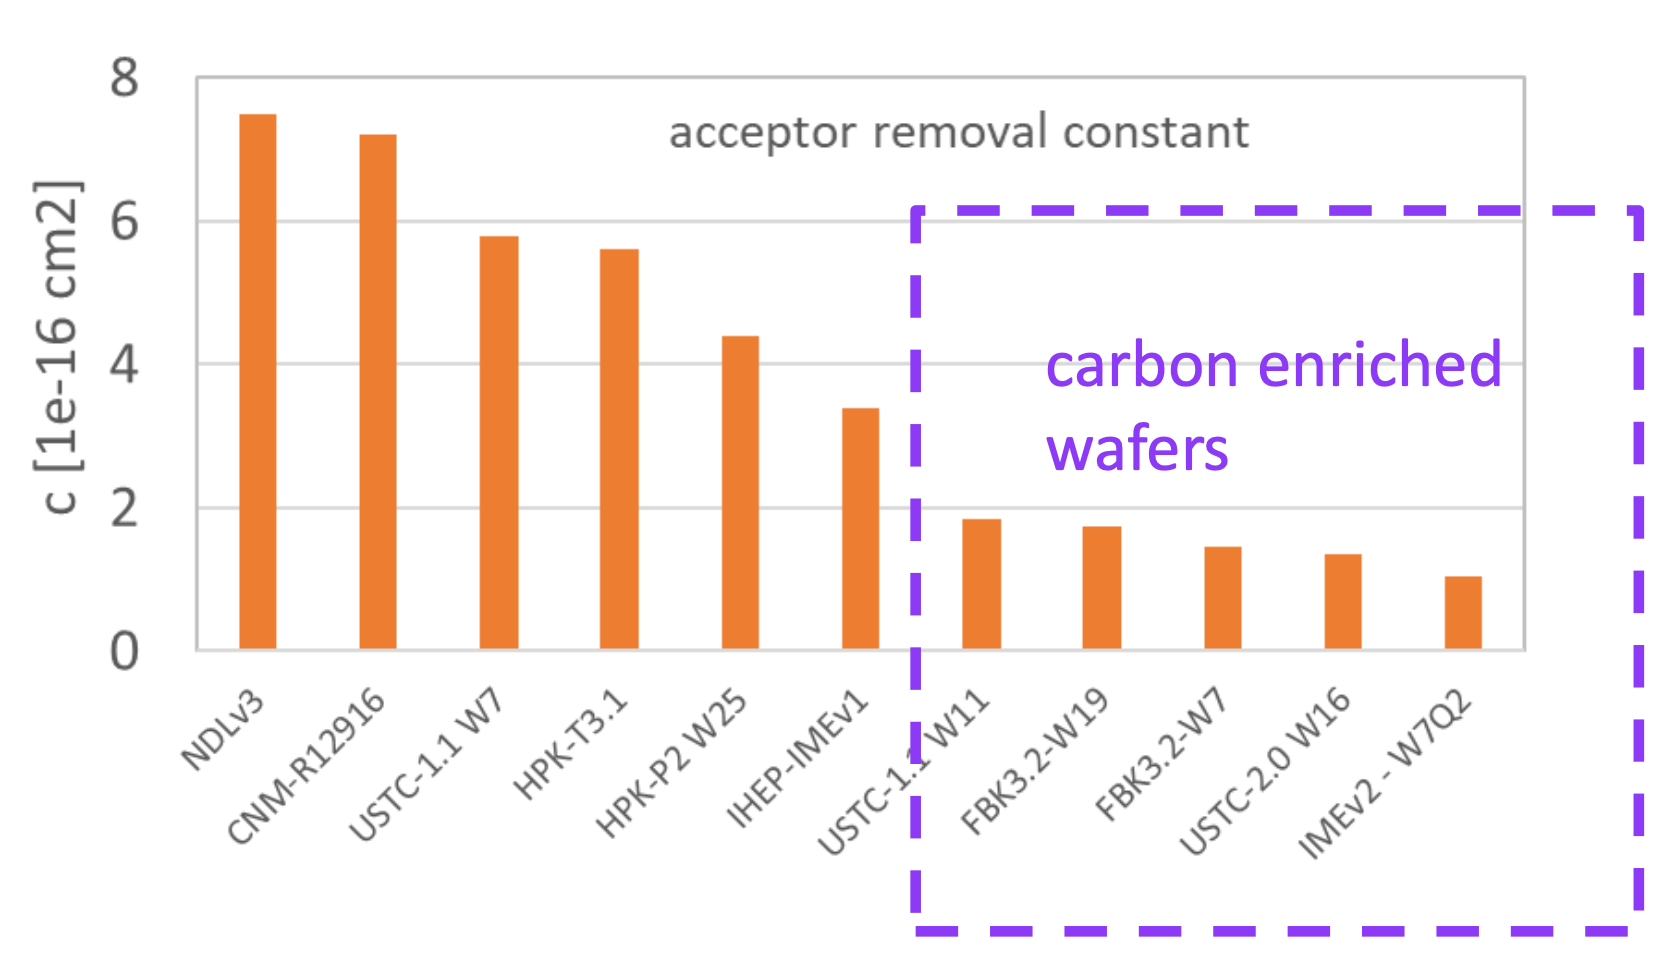 acceptor removal constant
c [1e-16 cm2]
8
6
4
2
0
carbon enriched
wafers
NDLv3
CNM-R12916
USTC-1.1 W7
HPK-T3.1
HPK-P2 W25
IHEP-IMEv1
USTC-1.1 W11
FBK3.2-W19
FBK3.2-W7
USTC-2.0 W16
IMEv2 - W7Q2